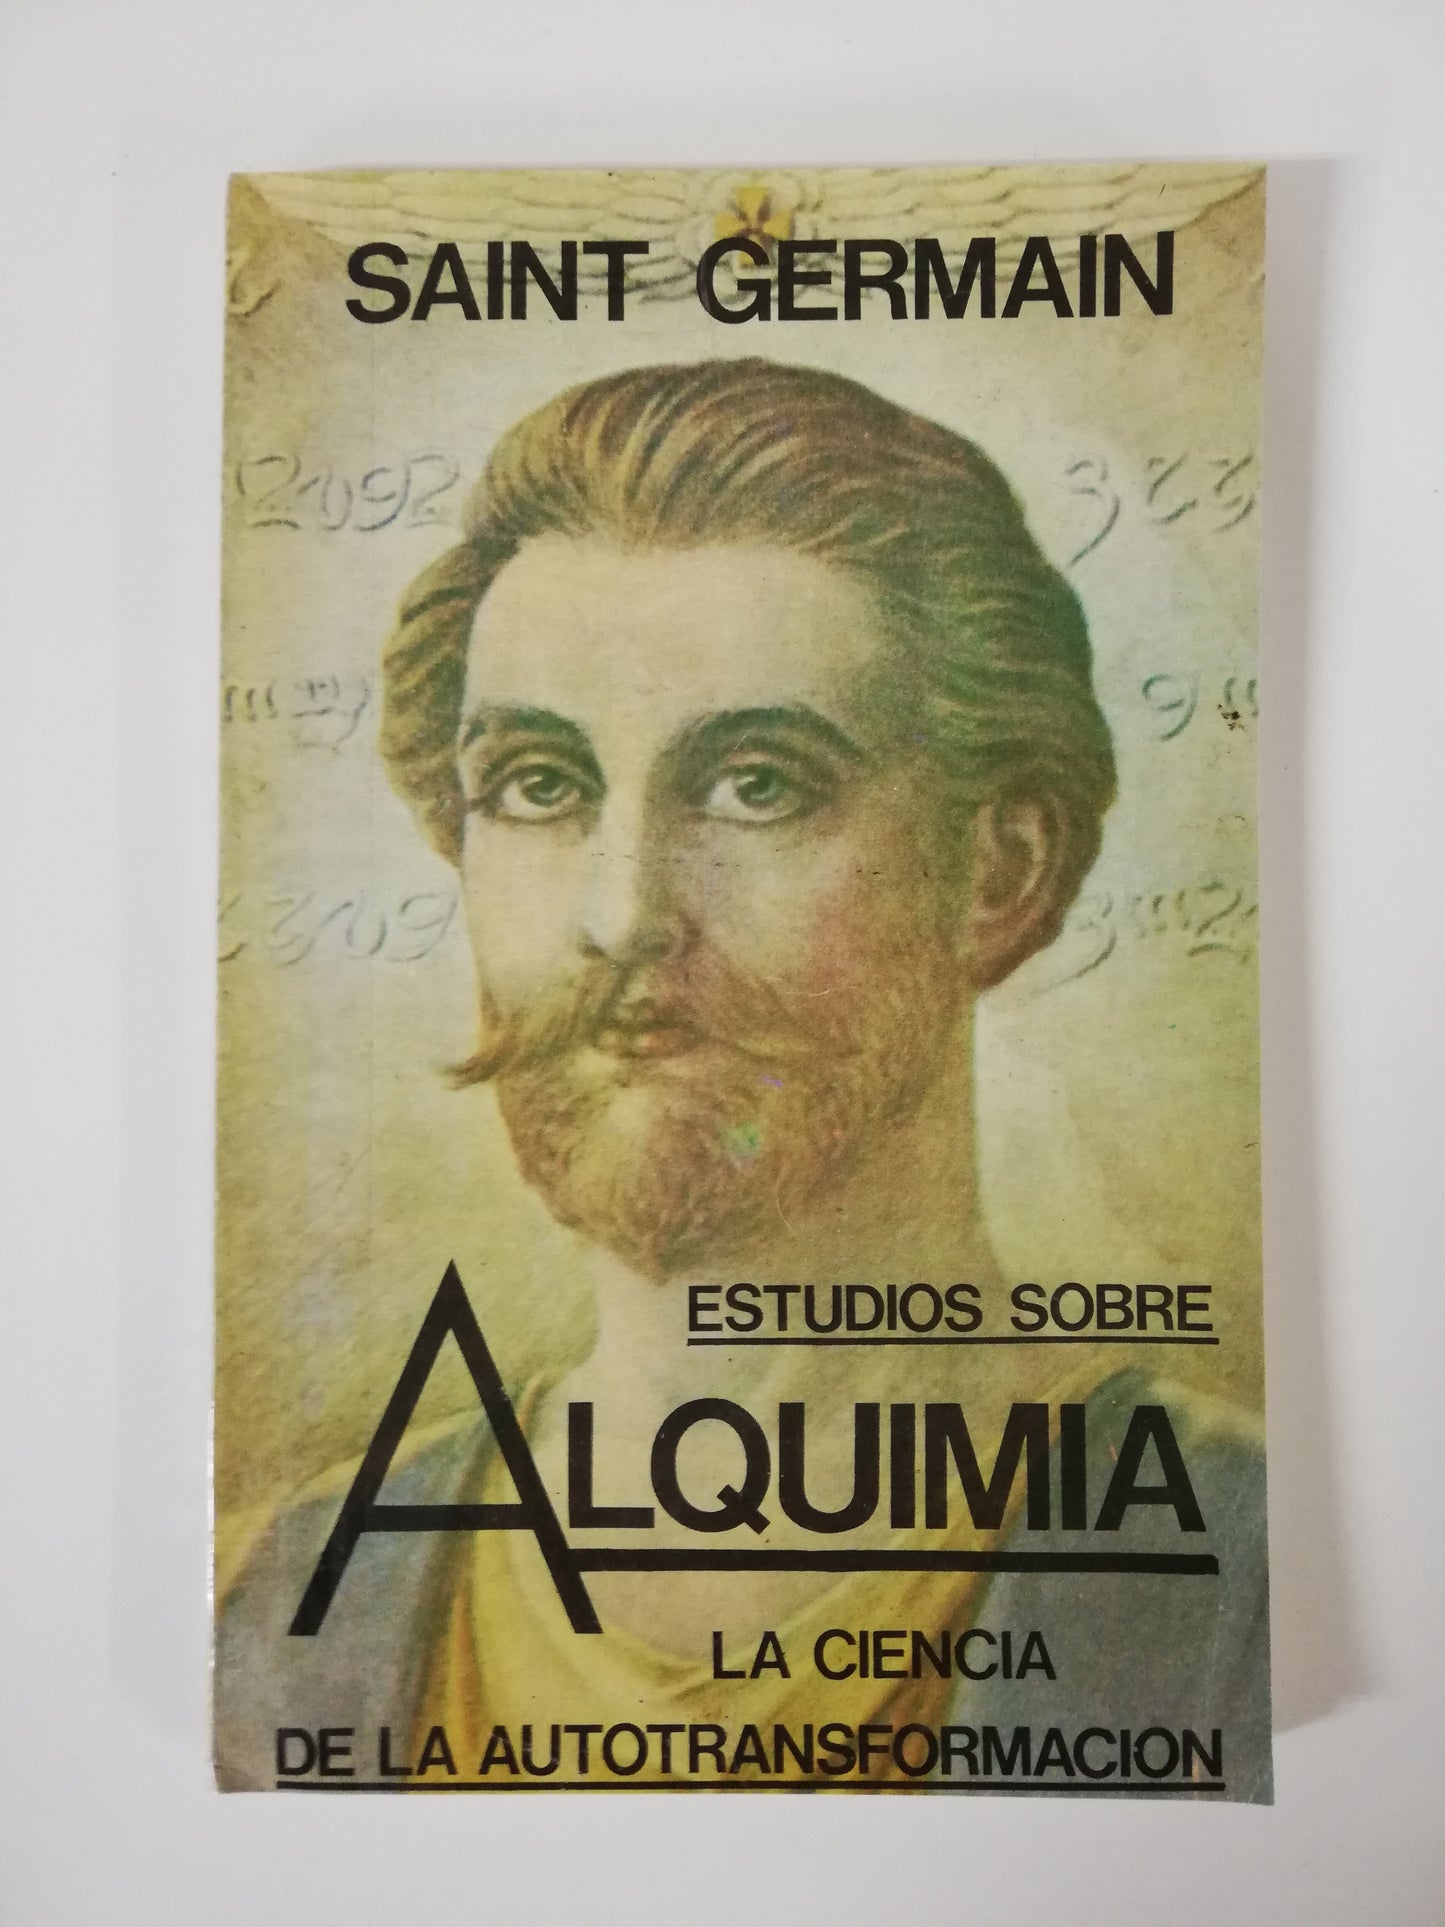 SAINT GERMAIN
ESTUDIOS SOBRE
ALQUIMIA
LA CIENCIA
DE LA AUTOTRANSFORMACION